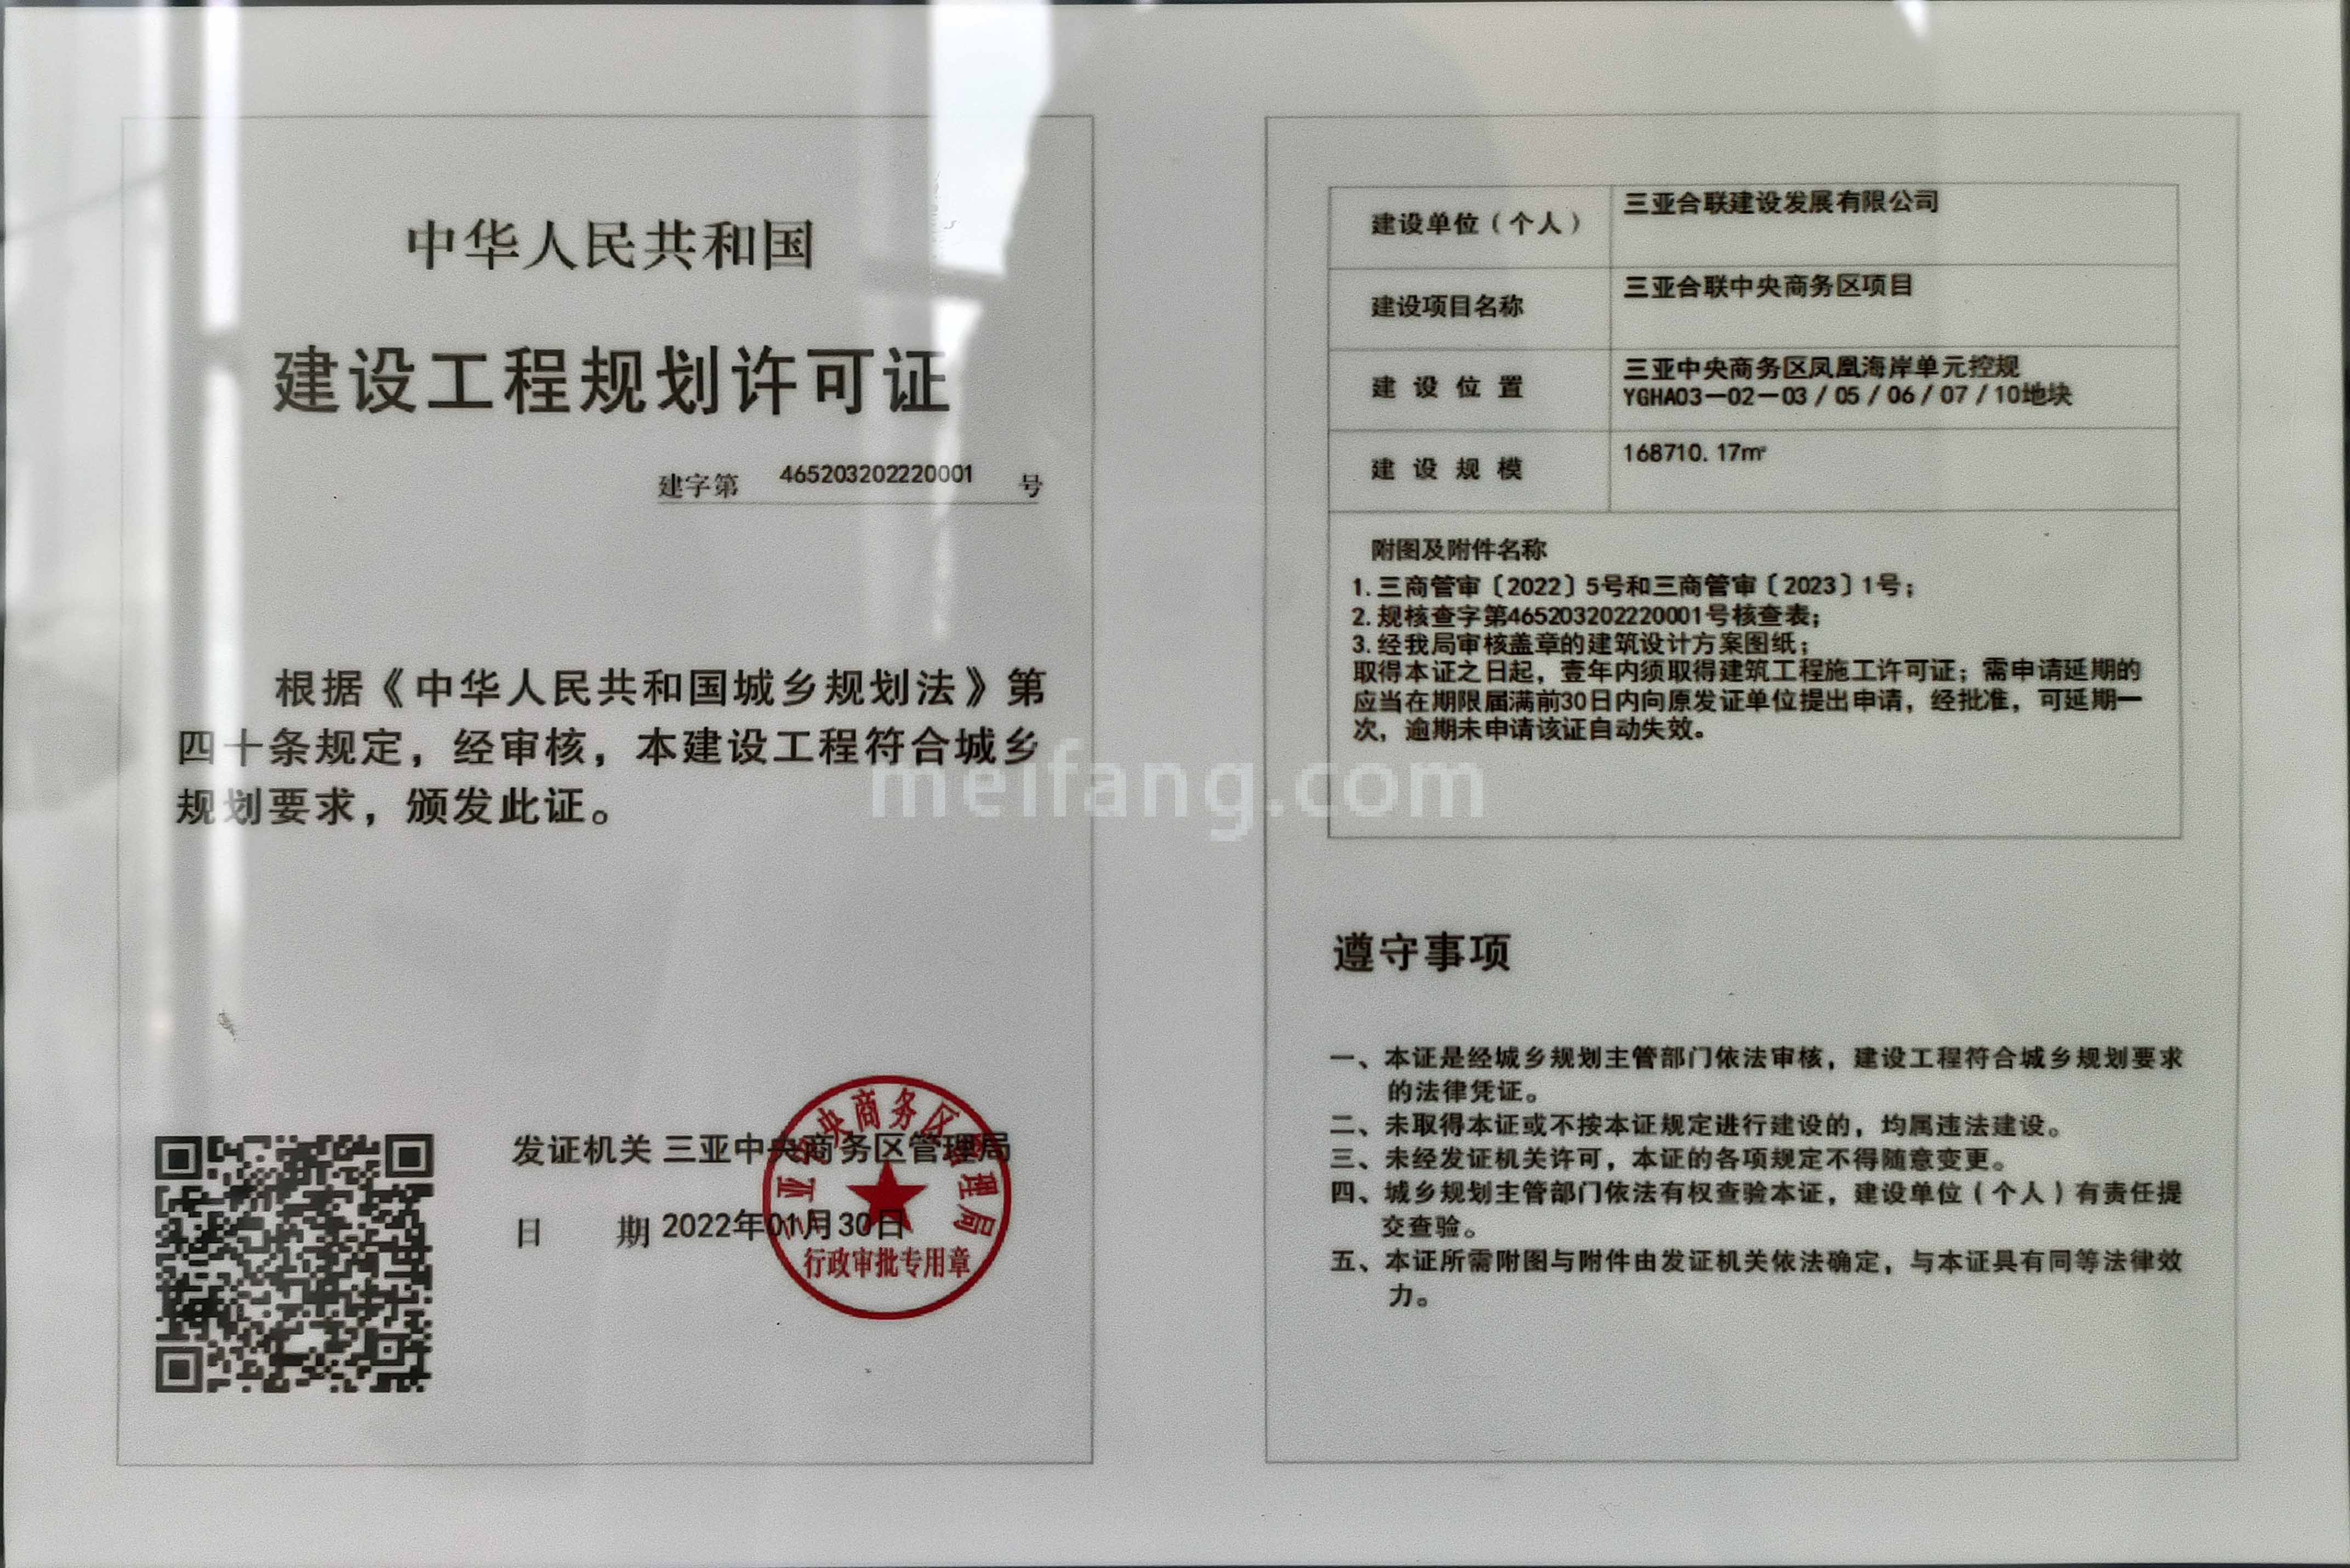 中华人民共和国
建设工程规划许可证
建字第 465203202220001 号
根据《中华人民共和国城乡规划法》第
四十条规定，经审核，本建设工程符合城乡
规划要求，颁发此证。
发证机关 三亚中央商务区管理局
日 期 2022年01月30日
三亚中央商务区管理局
行政审批专用章
建设单位（个人） 三亚合联建设发展有限公司
建设项目名称 三亚合联中央商务区项目
建设位置 三亚中央商务区凤凰海岸单元控规
YGHA03－02－03／05／06／07／10地块
建设规模 168710.17㎡
附图及附件名称
1.三商管审〔2022〕5号和三商管审〔2023〕1号；
2.规核查字第465203202220001号核查表；
3.经我局审核盖章的建筑设计方案图纸；
取得本证之日起，壹年内须取得建筑工程施工许可证；需申请延期的
应当在期限届满前30日内向原发证单位提出申请，经批准，可延期一
次，逾期未申请该证自动失效。
meifang.com
遵守事项
一、本证是经城乡规划主管部门依法审核，建设工程符合城乡规划要求
的法律凭证。
二、未取得本证或不按本证规定进行建设的，均属违法建设。
三、未经发证机关许可，本证的各项规定不得随意变更。
四、城乡规划主管部门依法有权查验本证，建设单位（个人）有责任提
交查验。
五、本证所需附图与附件由发证机关依法确定，与本证具有同等法律效
力。